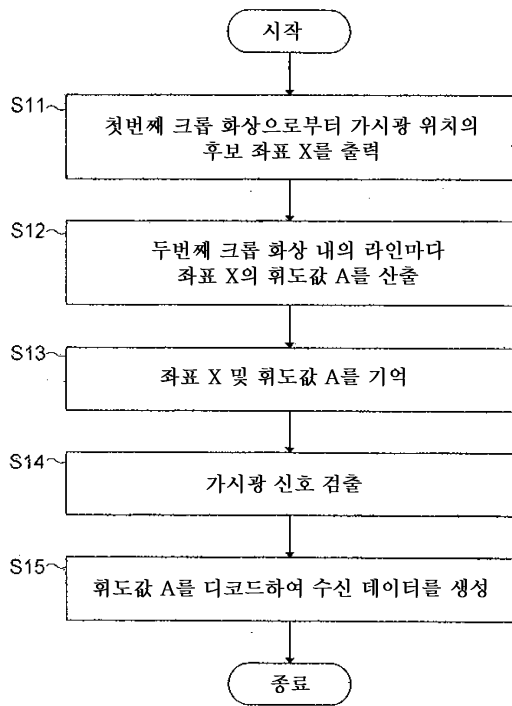 시작
S11
첫번째 크롭 화상으로부터 가시광 위치의
후보 좌표 X를 출력
S12
두번째 크롭 화상 내의 라인마다
좌표 X의 휘도값 A를 산출
S13
좌표 X 및 휘도값 A를 기억
S14
가시광 신호 검출
S15
휘도값 A를 디코드하여 수신 데이터를 생성
종료